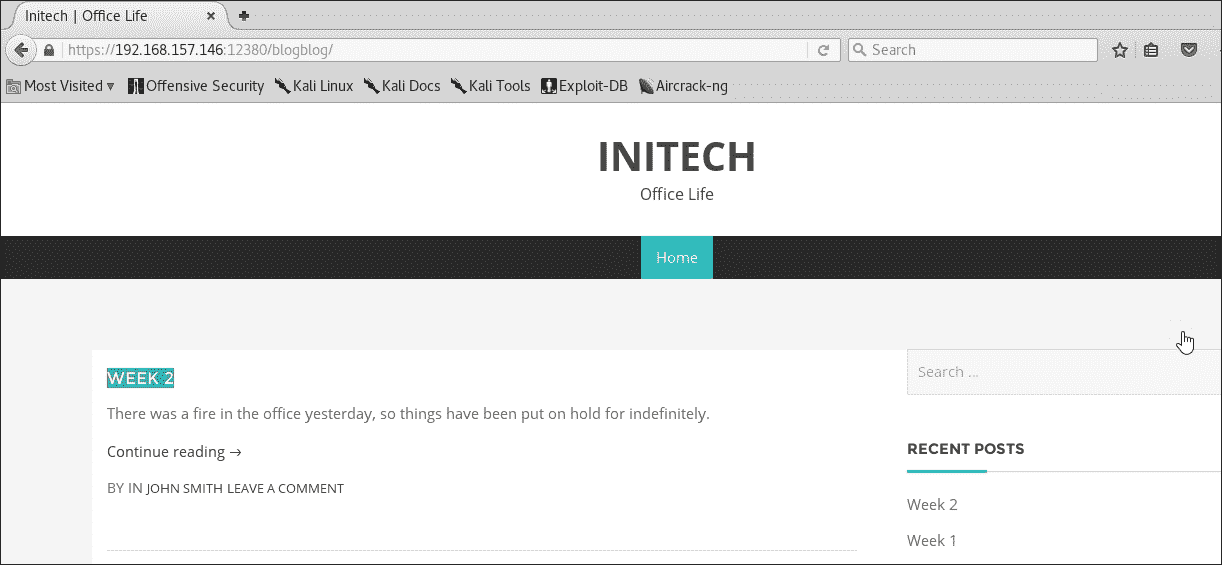 Initech | Office Life
https://192.168.157.146:12380/blogblog/
Search
Most Visited Offensive Security Kali Linux Kali Docs Kali Tools Exploit-DB Aircrack-ng
INITECH
Office Life
Home
WEEK 2
There was a fire in the office yesterday, so things have been put on hold for indefinitely.
Continue reading →
BY IN JOHN SMITH LEAVE A COMMENT
Search ...
RECENT POSTS
Week 2
Week 1